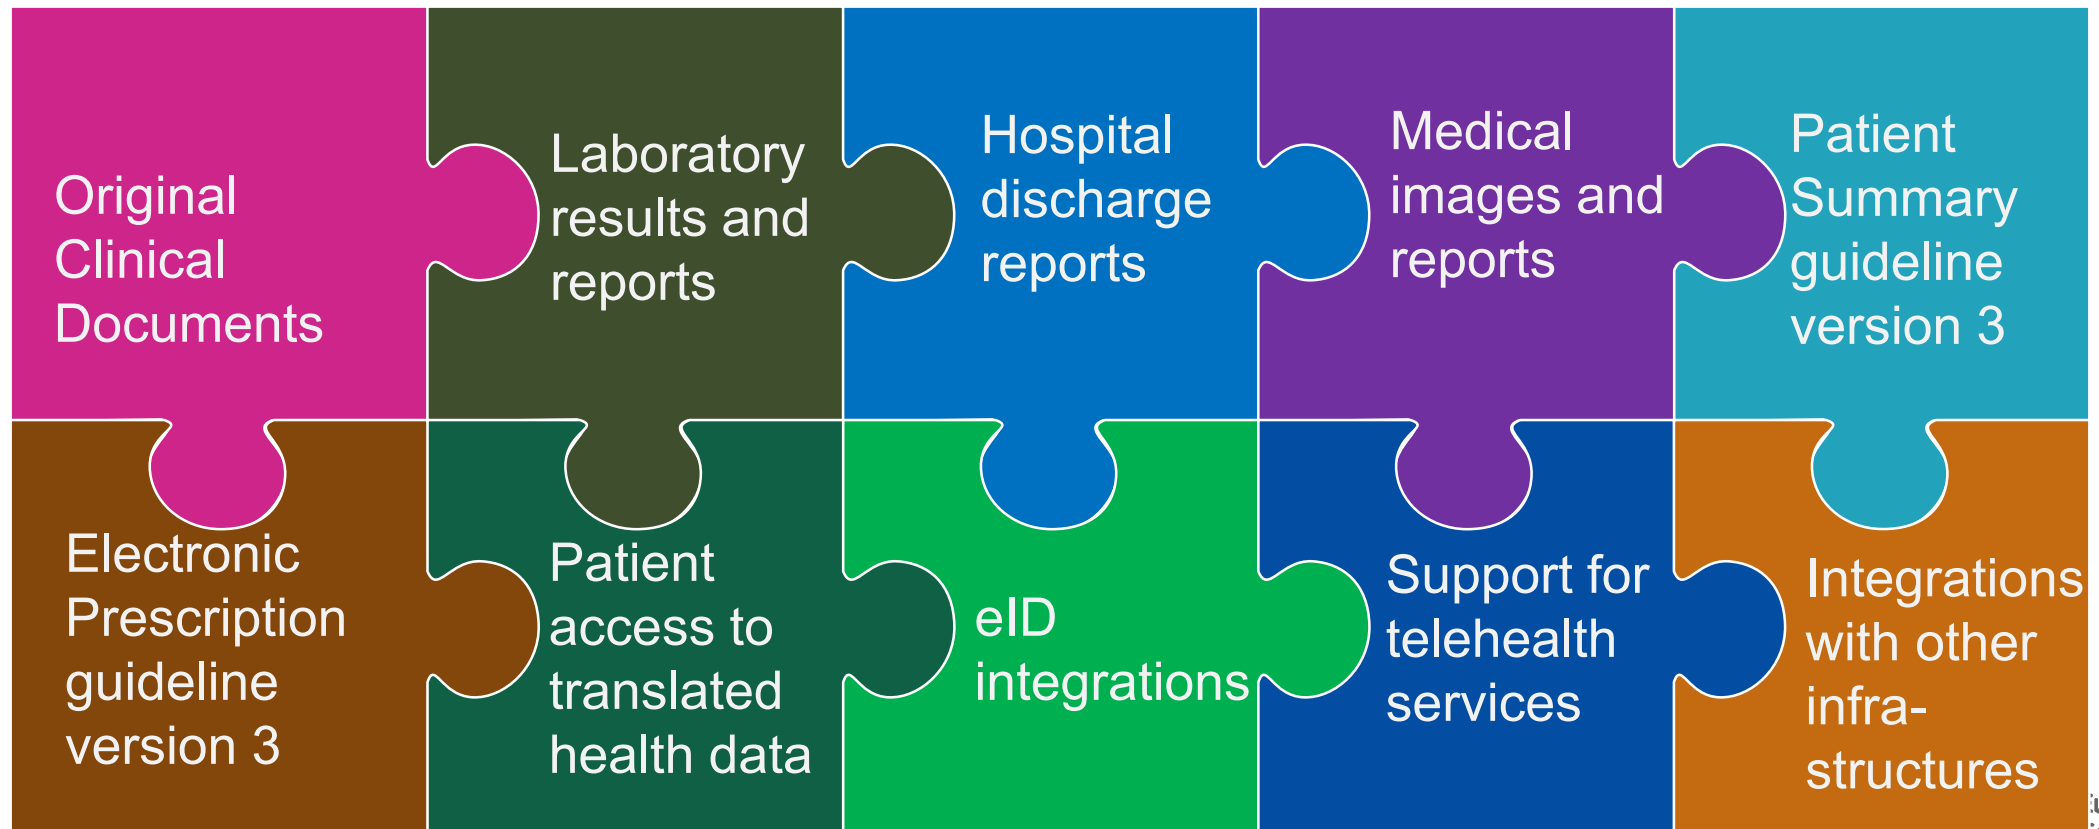 Original
Clinical
Documents
Laboratory
results and
reports
Hospital
discharge
reports
Medical
images and
reports
Patient
Summary
guideline
version 3
Electronic
Prescription
guideline
version 3
Patient
access to
translated
health data
eID
integrations
Support for
telehealth
services
Integrations
with other
infra-
structures